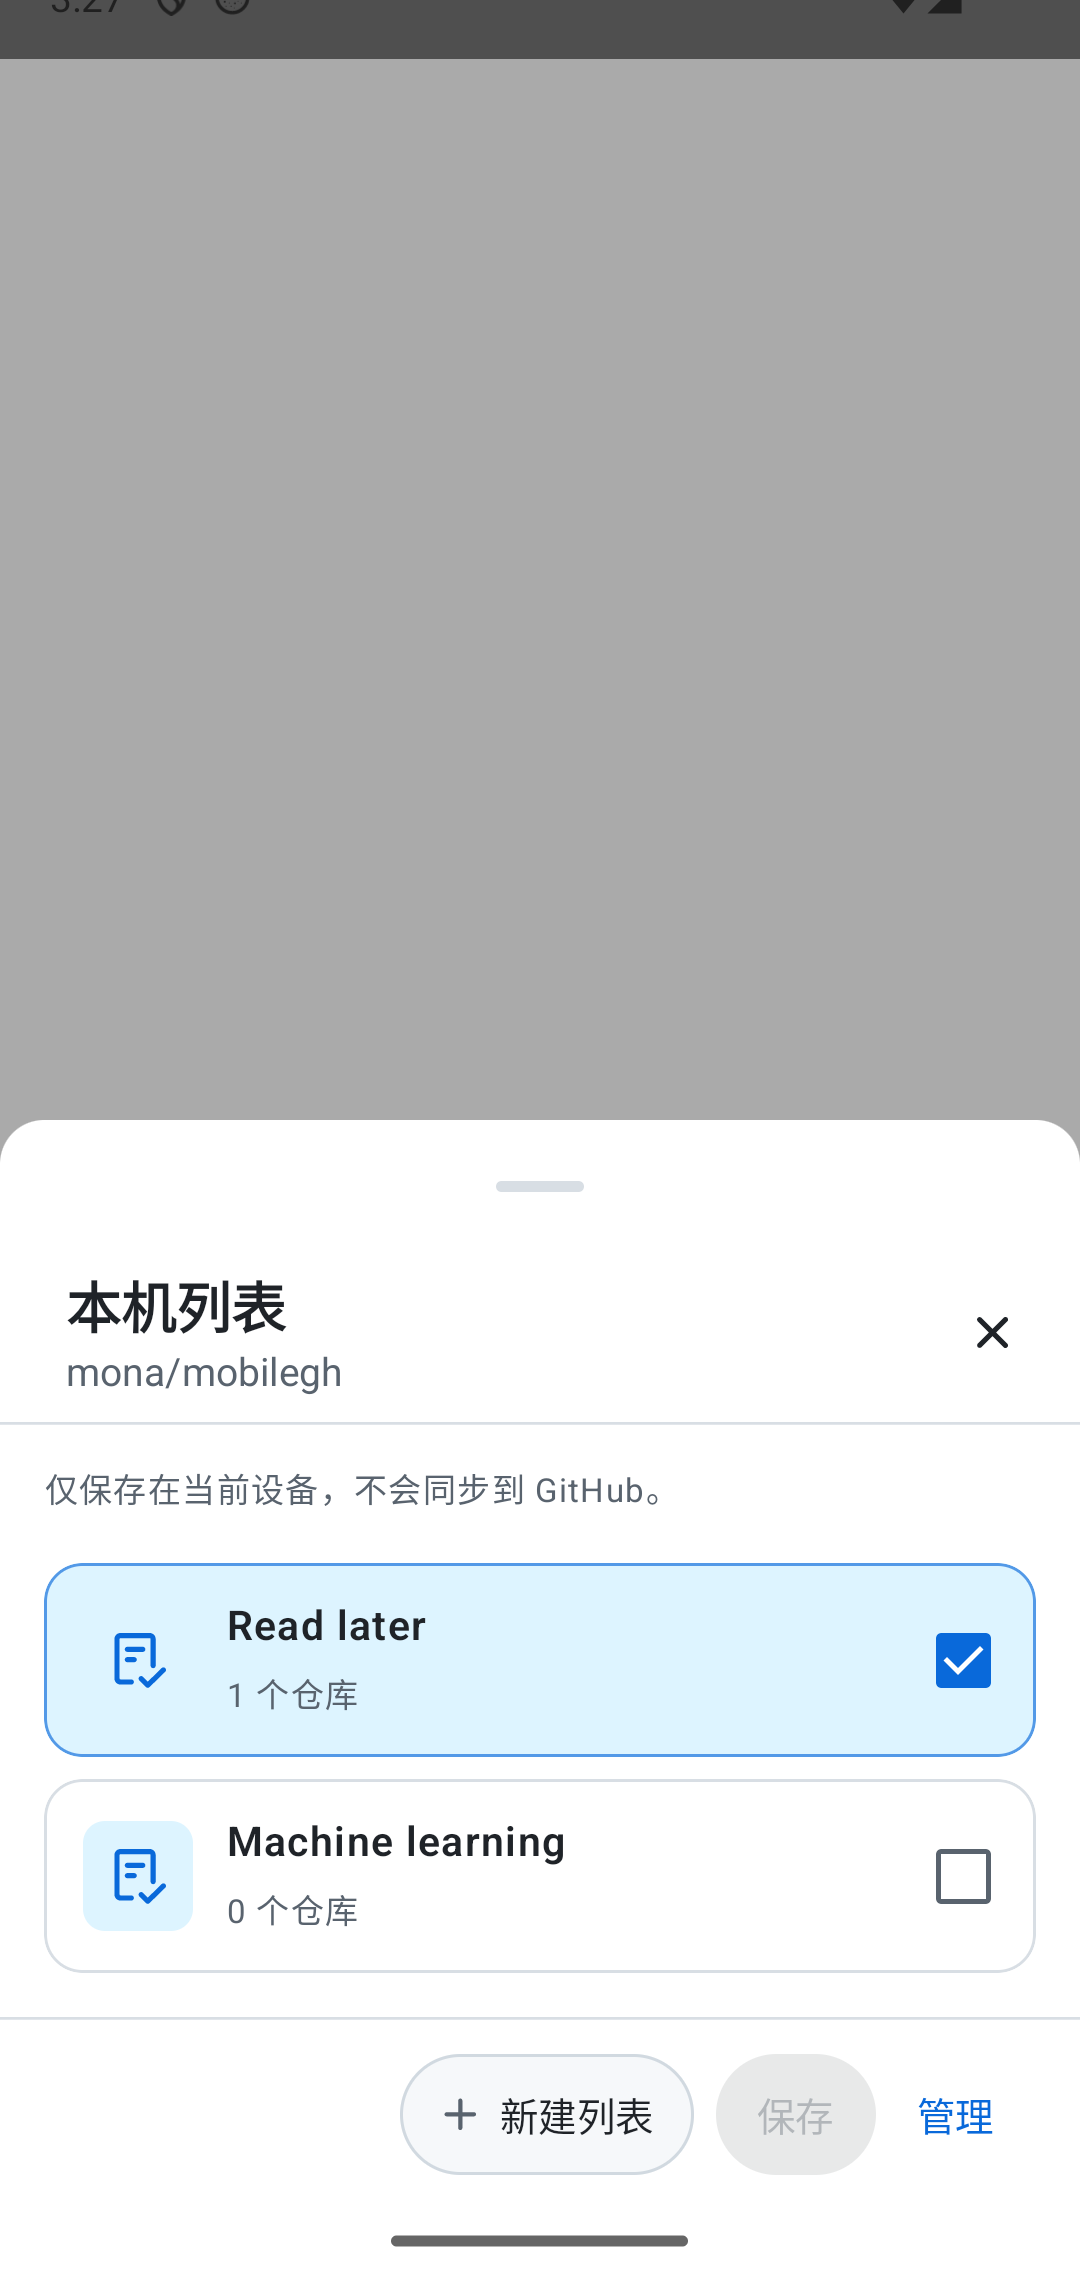 本机列表
mona/mobilegh
仅保存在当前设备，不会同步到 GitHub。
Read later
1 个仓库
Machine learning
0 个仓库
新建列表
保存
管理